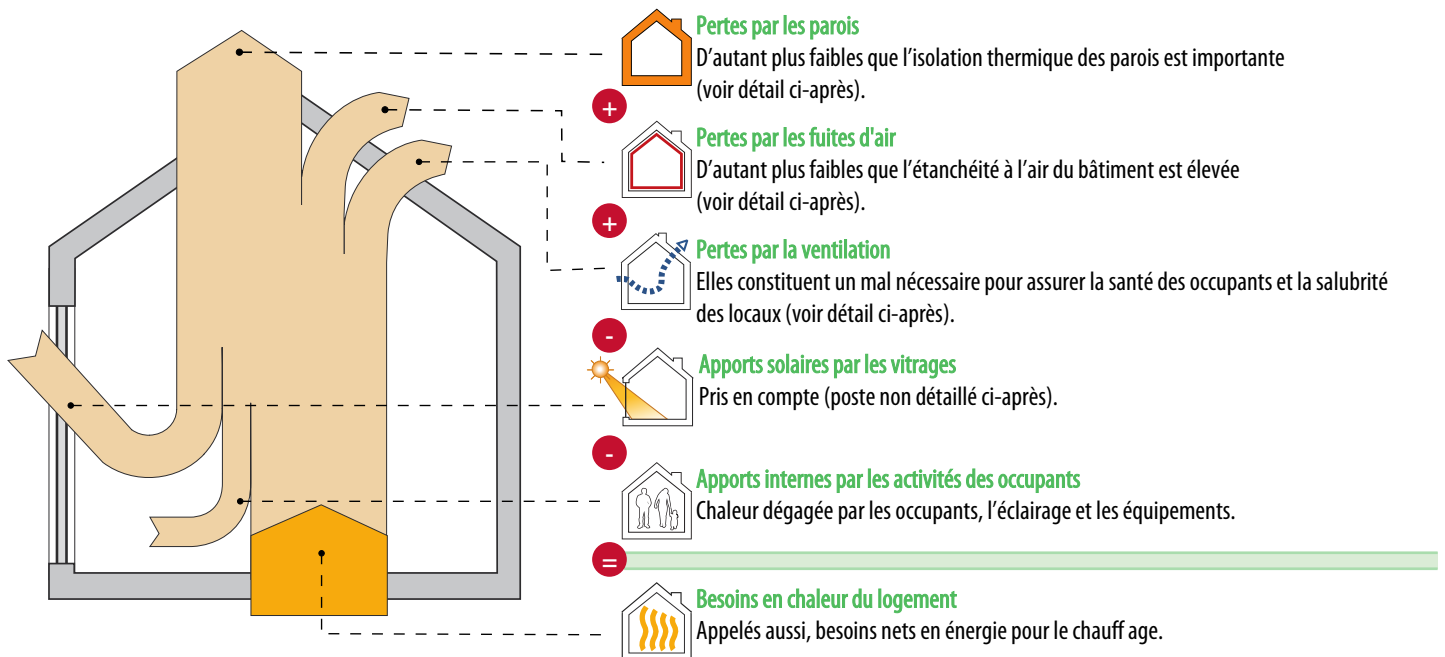 Pertes par les parois
D'autant plus faibles que l'isolation thermique des parois est importante
(voir détail ci-après).
+
Pertes par les fuites d'air
D'autant plus faibles que l'étanchéité à l'air du bâtiment est élevée
(voir détail ci-après).
+
Pertes par la ventilation
Elles constituent un mal nécessaire pour assurer la santé des occupants et la salubrité
des locaux (voir détail ci-après).
-
Apports solaires par les vitrages
Pris en compte (poste non détaillé ci-après).
-
Apports internes par les activités des occupants
Chaleur dégagée par les occupants, l'éclairage et les équipements.
=
Besoins en chaleur du logement
Appelés aussi, besoins nets en énergie pour le chauff age.